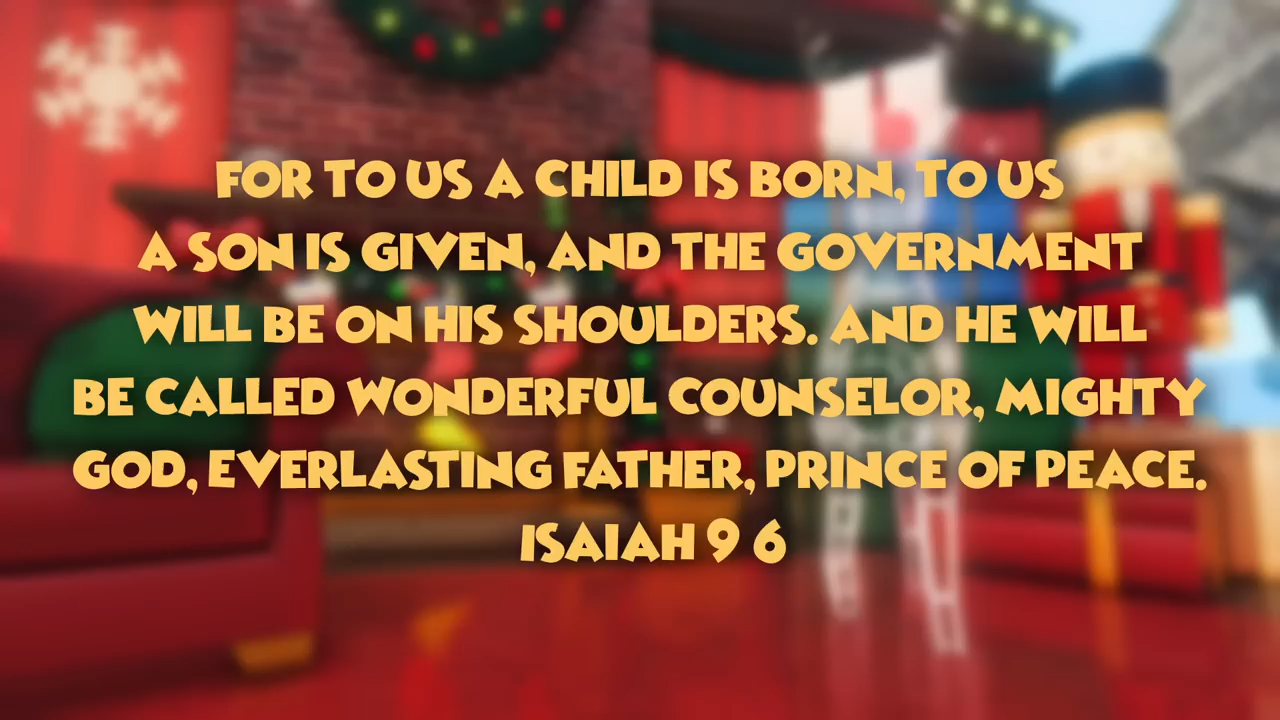 FOR TO US A CHILD IS BORN, TO US
A SON IS GIVEN, AND THE GOVERNMENT
WILL BE ON HIS SHOULDERS. AND HE WILL
BE CALLED WONDERFUL COUNSELOR, MIGHTY
GOD, EVERLASTING FATHER, PRINCE OF PEACE.
ISAIAH 9 6